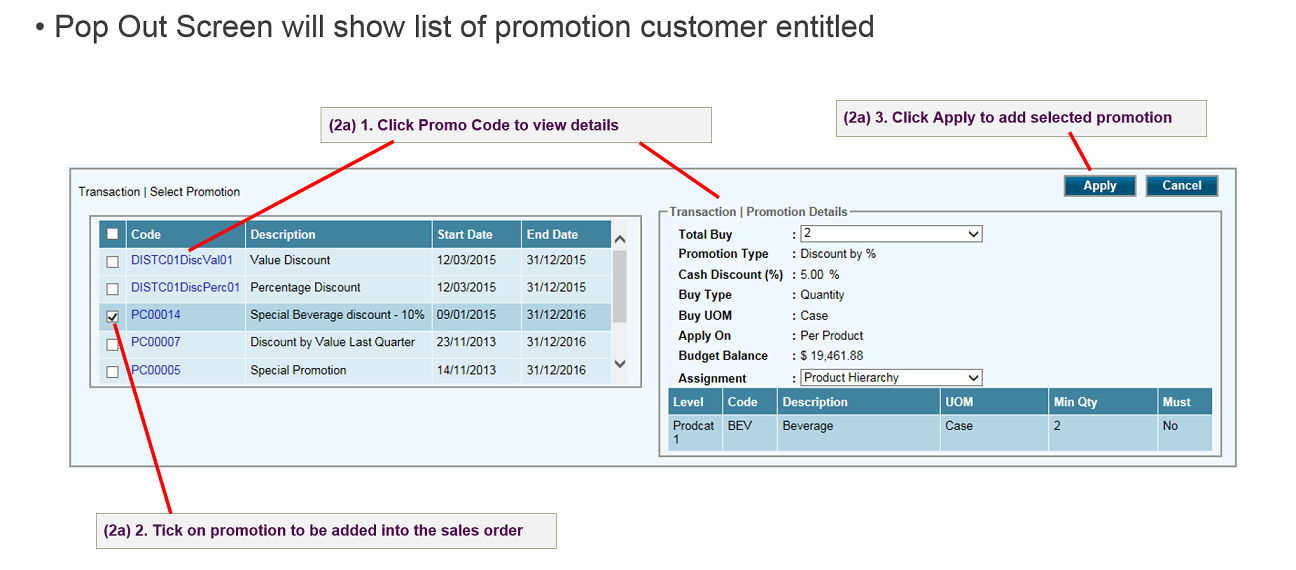 • Pop Out Screen will show list of promotion customer entitled
(2a) 1. Click Promo Code to view details
(2a) 3. Click Apply to add selected promotion
Transaction | Select Promotion
Apply Cancel
Code Description Start Date End Date
DISTC01DiscVal01 Value Discount 12/03/2015 31/12/2015
DISTC01DiscPerc01 Percentage Discount 12/03/2015 31/12/2015
PC00014 Special Beverage discount - 10% 09/01/2015 31/12/2016
PC00007 Discount by Value Last Quarter 23/11/2013 31/12/2016
PC00005 Special Promotion 14/11/2013 31/12/2016
Transaction | Promotion Details
Total Buy : 2
Promotion Type : Discount by %
Cash Discount (%) : 5.00 %
Buy Type : Quantity
Buy UOM : Case
Apply On : Per Product
Budget Balance : $ 19,461.88
Assignment : Product Hierarchy
Level Code Description UOM Min Qty Must
Prodcat BEV Beverage Case 2 No
1
(2a) 2. Tick on promotion to be added into the sales order